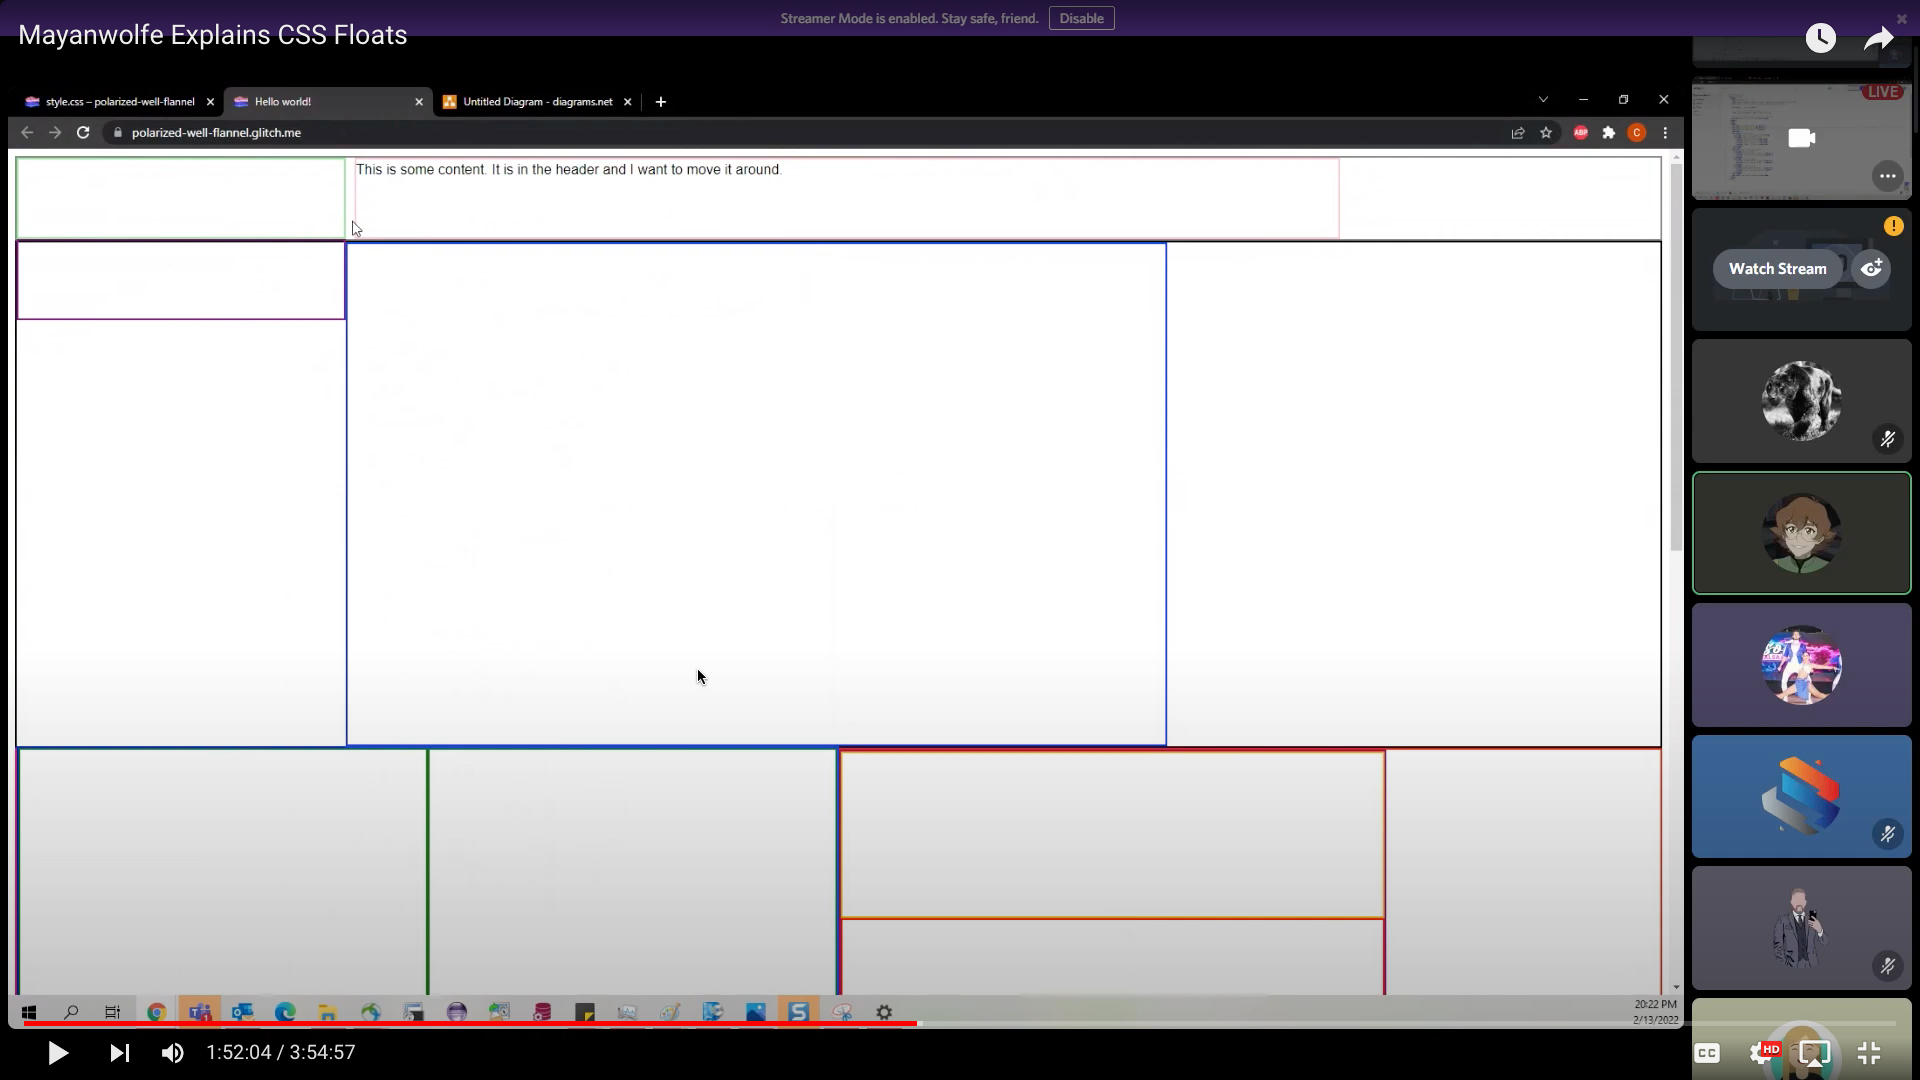 Streamer Mode is enabled. Stay safe, friend. Disable
Mayanwolfe Explains CSS Floats
style.css – polarized-well-flannel
Hello world!
Untitled Diagram - diagrams.net
polarized-well-flannel.glitch.me
ABP
C
LIVE
This is some content. It is in the header and I want to move it around.
Watch Stream
20:22 PM
2/13/2022
1:52:04 / 3:54:57
CC
HD